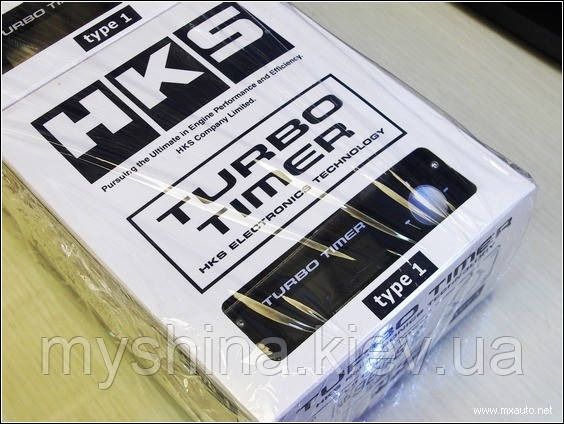 TURBO TIMER
type 1
HKS
Pursuing the Ultimate in Engine Performance and Efficiency.
HKS Company Limited.
TURBO
TIMER
HKS ELECTRONICS TECHNOLOGY
TURBO TIMER
type 1
TURBO TIMER
myshina.kiev.ua
TURBO
www.mxauto.net